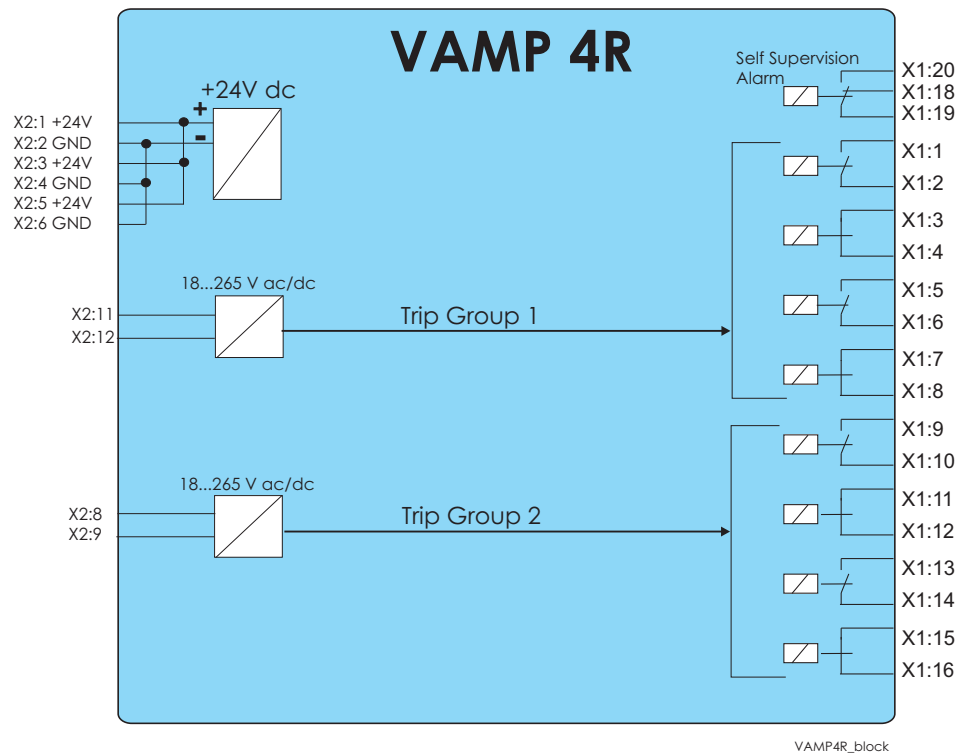 VAMP 4R
Self Supervision
Alarm
+24V dc
+
-
X2:1 +24V
X2:2 GND
X2:3 +24V
X2:4 GND
X2:5 +24V
X2:6 GND
18...265 V ac/dc
X2:11
X2:12
Trip Group 1
18...265 V ac/dc
X2:8
X2:9
Trip Group 2
X1:20
X1:18
X1:19
X1:1
X1:2
X1:3
X1:4
X1:5
X1:6
X1:7
X1:8
X1:9
X1:10
X1:11
X1:12
X1:13
X1:14
X1:15
X1:16
VAMP4R_block